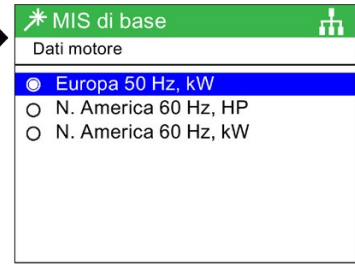 MIS di base
Dati motore
Europa 50 Hz, kW
N. America 60 Hz, HP
N. America 60 Hz, kW